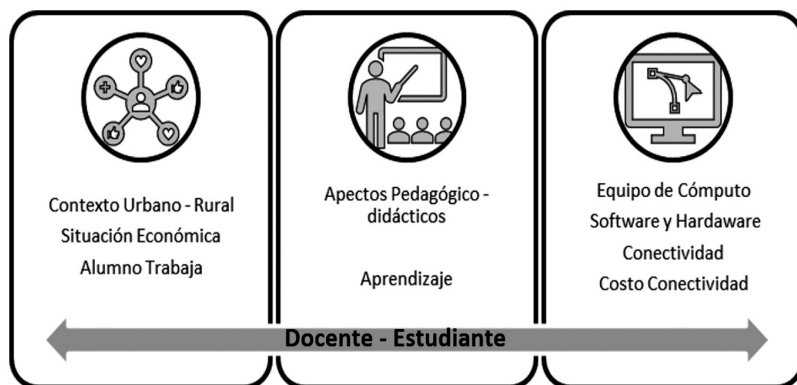 Contexto Urbano - Rural
Situación Económica
Alumno Trabaja
Apectos Pedagógico -
didácticos
Aprendizaje
Equipo de Cómputo
Software y Hardaware
Conectividad
Costo Conectividad
Docente - Estudiante